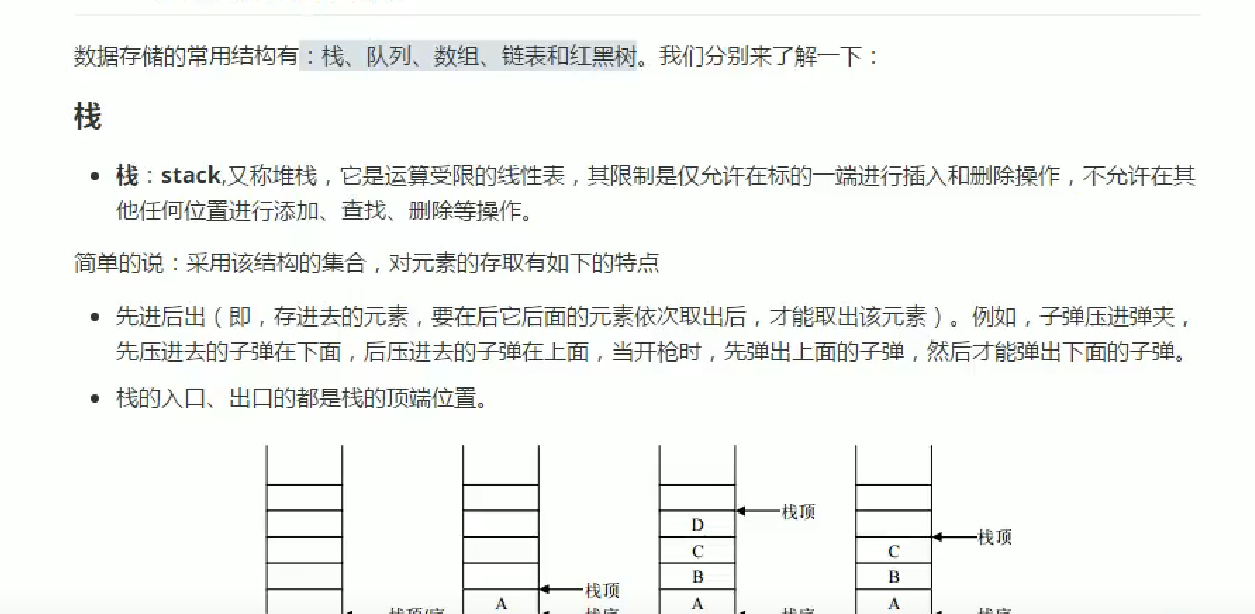 数据存储的常用结构有：栈、队列、数组、链表和红黑树。我们分别来了解一下：
栈
• 栈：stack,又称堆栈，它是运算受限的线性表，其限制是仅允许在标的一端进行插入和删除操作，不允许在其
他任何位置进行添加、查找、删除等操作。
简单的说：采用该结构的集合，对元素的存取有如下的特点
• 先进后出（即，存进去的元素，要在后它后面的元素依次取出后，才能取出该元素）。例如，子弹压进弹夹，
先压进去的子弹在下面，后压进去的子弹在上面，当开枪时，先弹出上面的子弹，然后才能弹出下面的子弹。
• 栈的入口、出口的都是栈的顶端位置。
D 栈顶
C C 栈顶
B B
A 栈顶 A A